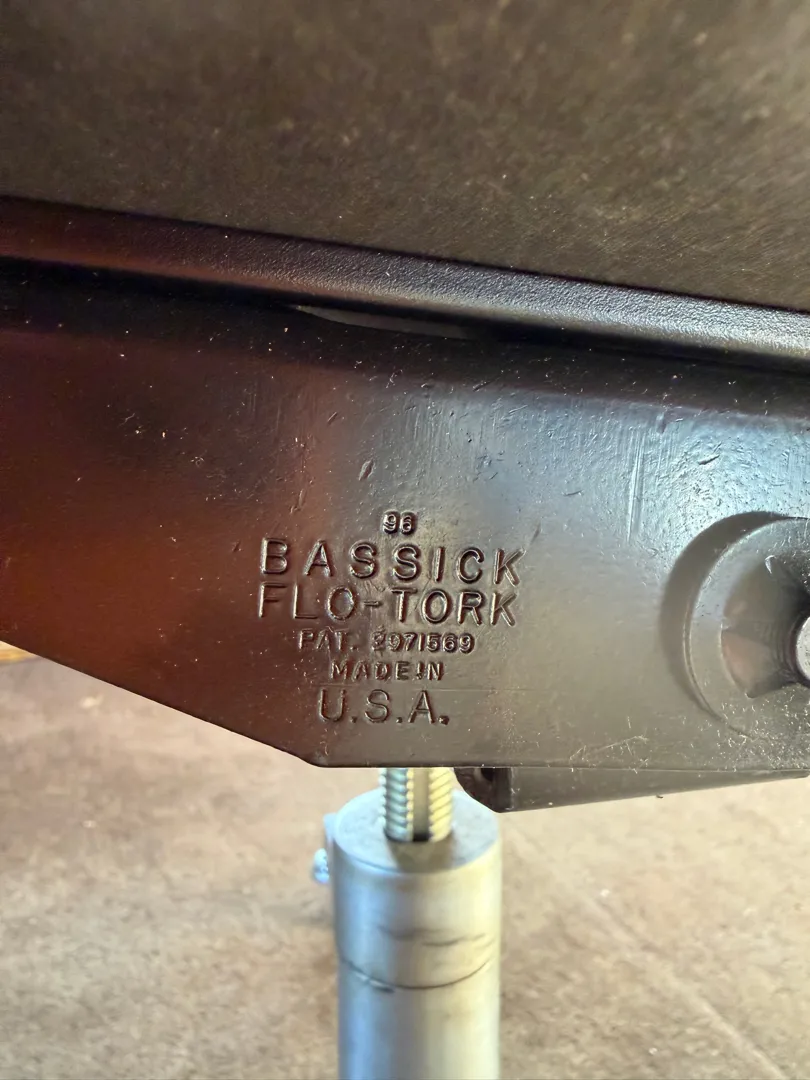 96
BASSICK
FLO-TORK
PAT. 2971569
MADE IN
U.S.A.